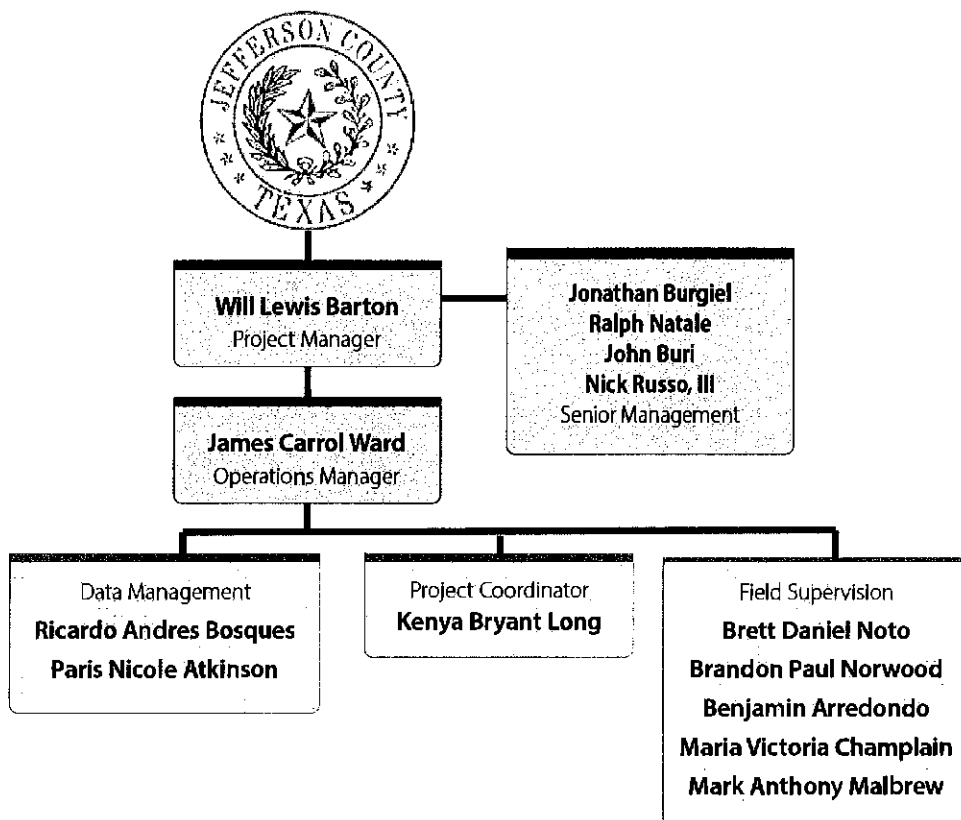 JEFFERSON COUNTY
TEXAS
Will Lewis Barton
Project Manager
Jonathan Burgiel
Ralph Natale
John Buri
Nick Russo, III
Senior Management
James Carrol Ward
Operations Manager
Data Management
Ricardo Andres Bosques
Paris Nicole Atkinson
Project Coordinator
Kenya Bryant Long
Field Supervision
Brett Daniel Noto
Brandon Paul Norwood
Benjamin Arredondo
Maria Victoria Champlain
Mark Anthony Malbrew